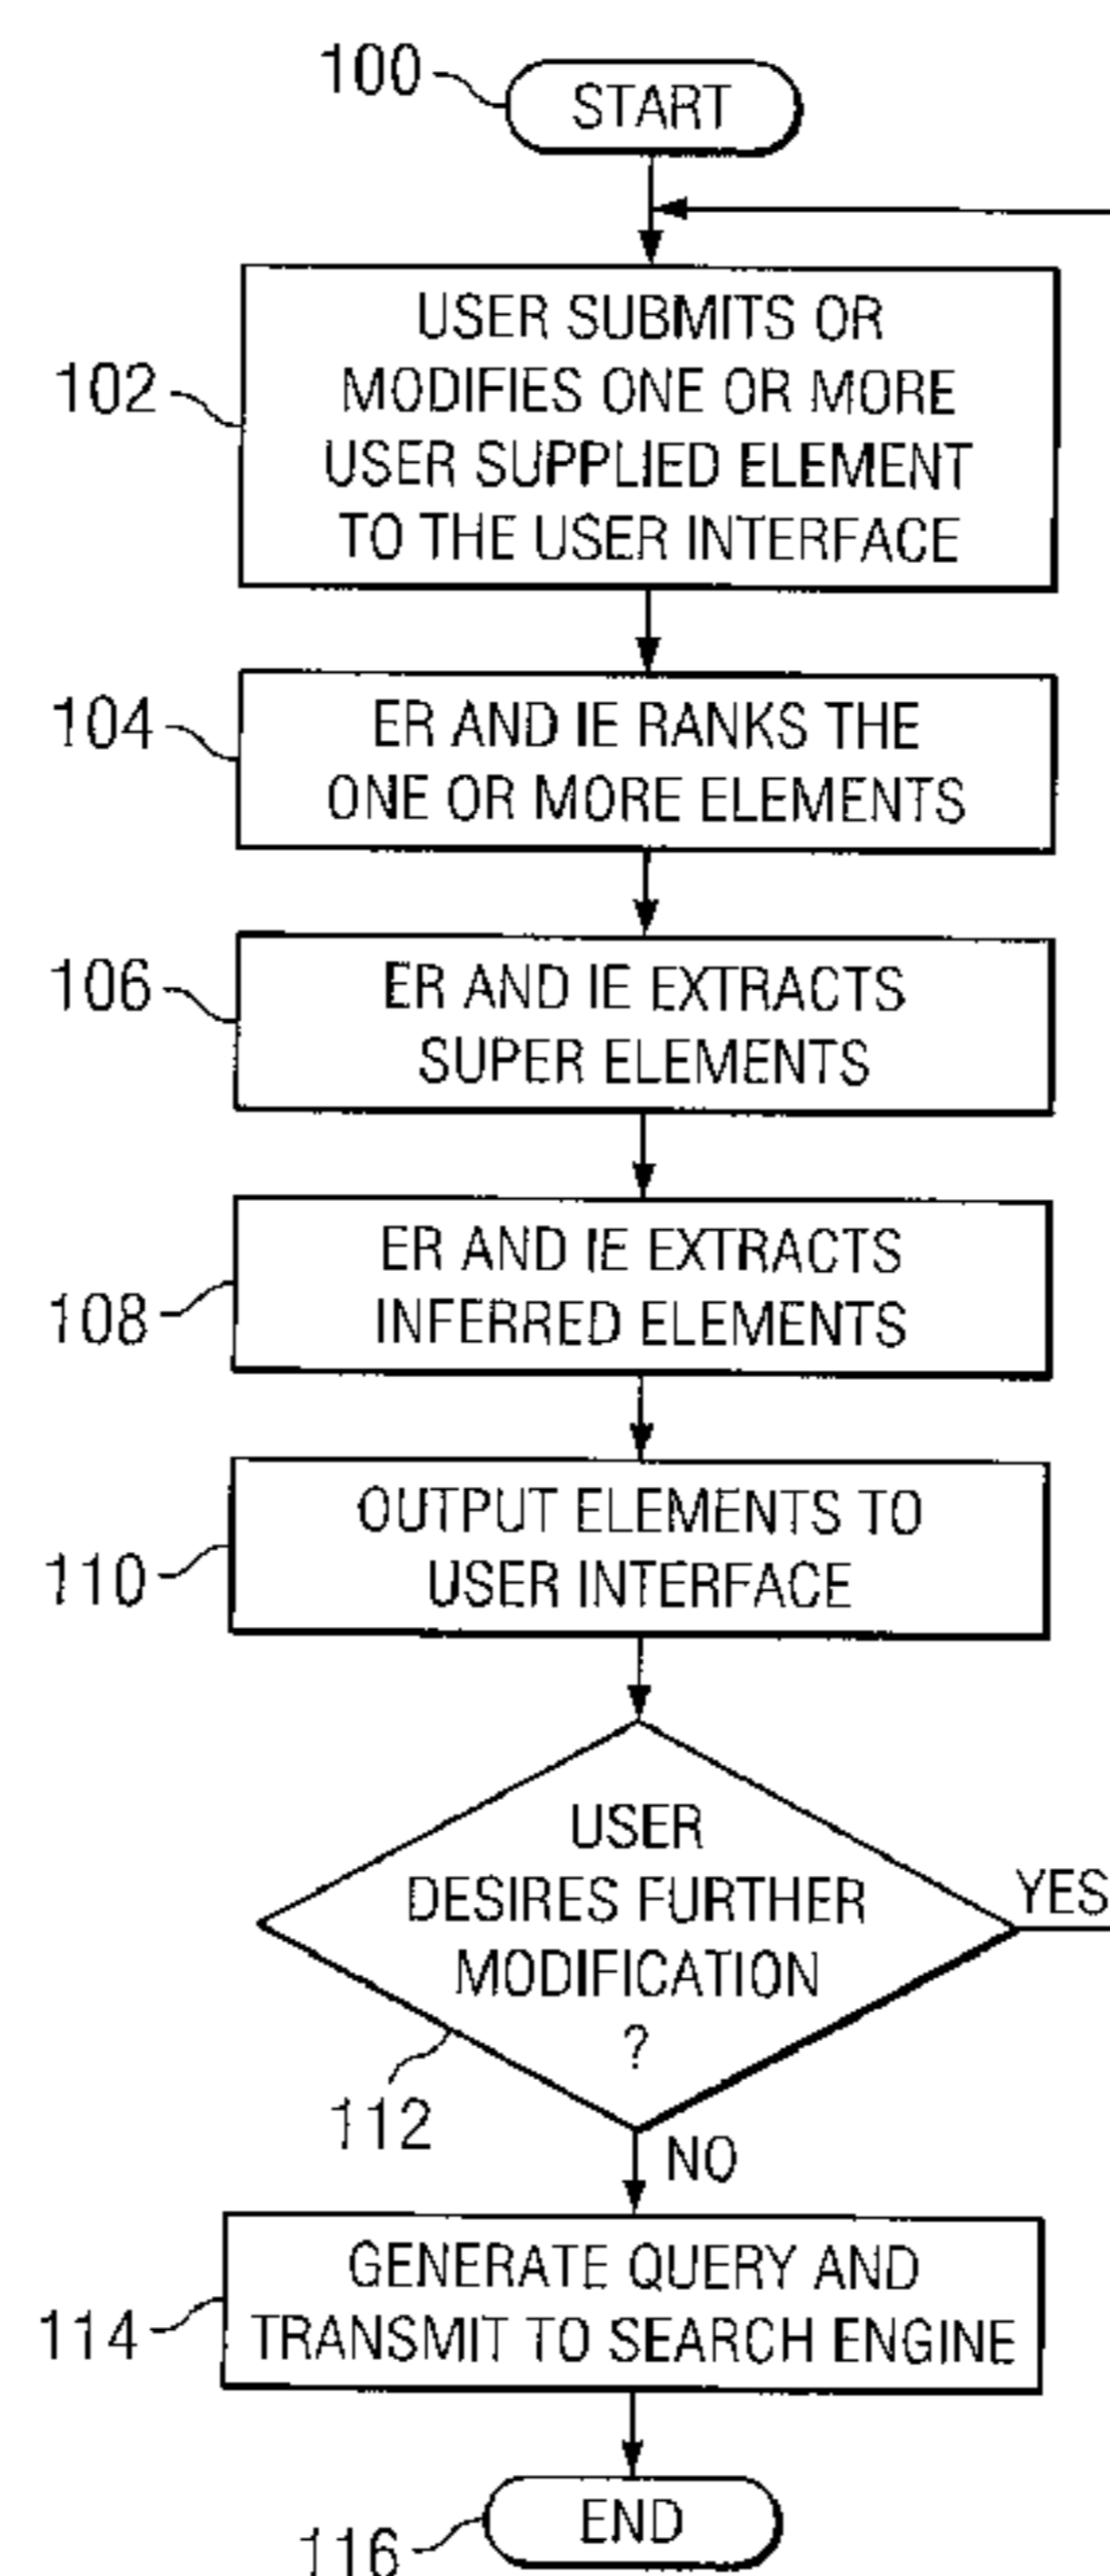 100
START
102
USER SUBMITS OR
MODIFIES ONE OR MORE
USER SUPPLIED ELEMENT
TO THE USER INTERFACE
104
ER AND IE RANKS THE
ONE OR MORE ELEMENTS
106
ER AND IE EXTRACTS
SUPER ELEMENTS
108
ER AND IE EXTRACTS
INFERRED ELEMENTS
110
OUTPUT ELEMENTS TO
USER INTERFACE
USER
DESIRES FURTHER
MODIFICATION
?
YES
112
NO
114
GENERATE QUERY AND
TRANSMIT TO SEARCH ENGINE
116
END